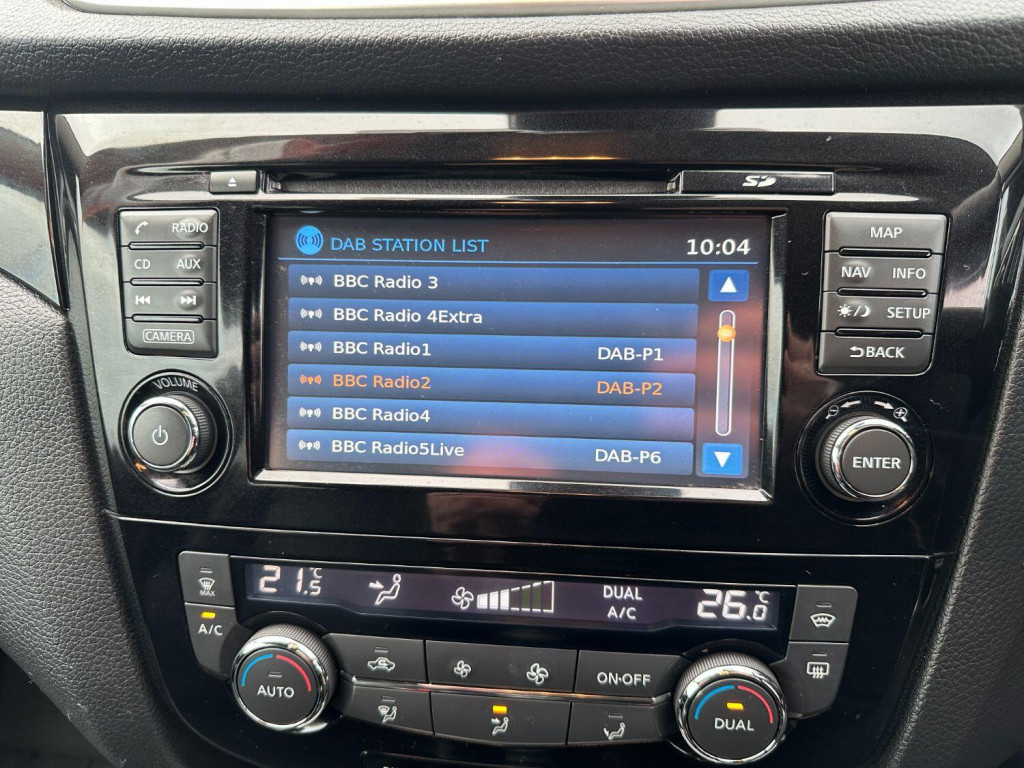 SD
RADIO
CD AUX
CAMERA
VOLUME
DAB STATION LIST 10:04
BBC Radio 3
BBC Radio 4Extra
BBC Radio1 DAB-P1
BBC Radio2 DAB-P2
BBC Radio4
BBC Radio5Live DAB-P6
MAP
NAV INFO
SETUP
BACK
ENTER
MAX
A/C
21.5°C
DUAL
A/C
26.0°C
AUTO
ON·OFF
DUAL